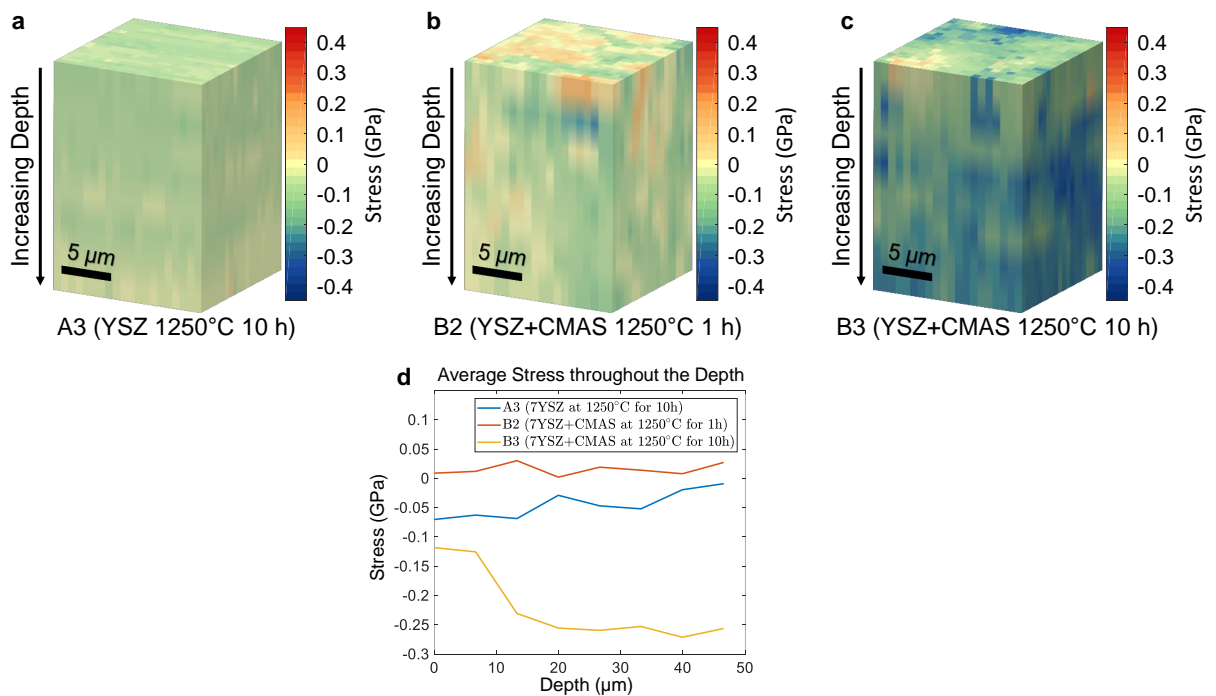 a
Increasing Depth
5 µm
0.4
0.3
0.2
0.1
0
-0.1
-0.2
-0.3
-0.4
Stress (GPa)
A3 (YSZ 1250°C 10 h)
b
Increasing Depth
5 µm
0.4
0.3
0.2
0.1
0
-0.1
-0.2
-0.3
-0.4
Stress (GPa)
B2 (YSZ+CMAS 1250°C 1 h)
c
Increasing Depth
5 µm
0.4
0.3
0.2
0.1
0
-0.1
-0.2
-0.3
-0.4
Stress (GPa)
B3 (YSZ+CMAS 1250°C 10 h)
d
Average Stress throughout the Depth
A3 (7YSZ at 1250°C for 10h)
B2 (7YSZ+CMAS at 1250°C for 1h)
B3 (7YSZ+CMAS at 1250°C for 10h)
Stress (GPa)
0.1
0.05
0
-0.05
-0.1
-0.15
-0.2
-0.25
-0.3
0 10 20 30 40 50
Depth (µm)